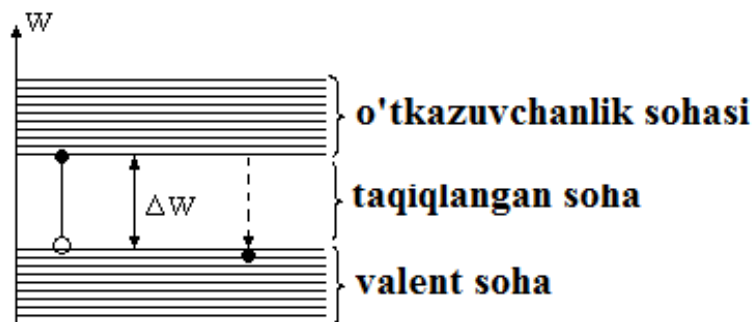 W
o'tkazuvchanlik sohasi
ΔW
taqiqlangan soha
valent soha